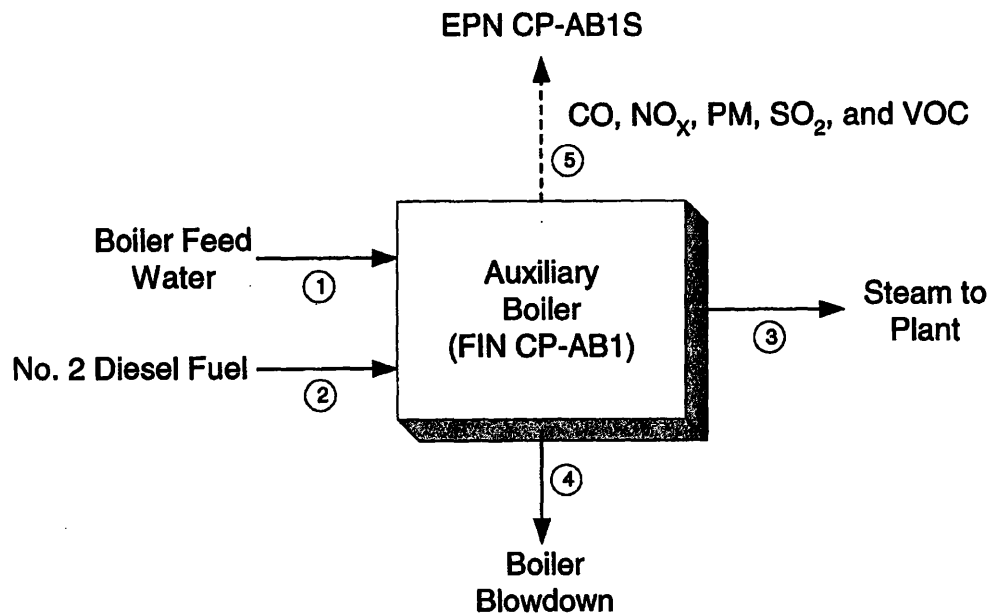 EPN CP-AB1S
CO, NOX, PM, SO2, and VOC
⑤
Boiler Feed
Water
①
Auxiliary
Boiler
(FIN CP-AB1)
Steam to
Plant
③
No. 2 Diesel Fuel
②
④
Boiler
Blowdown